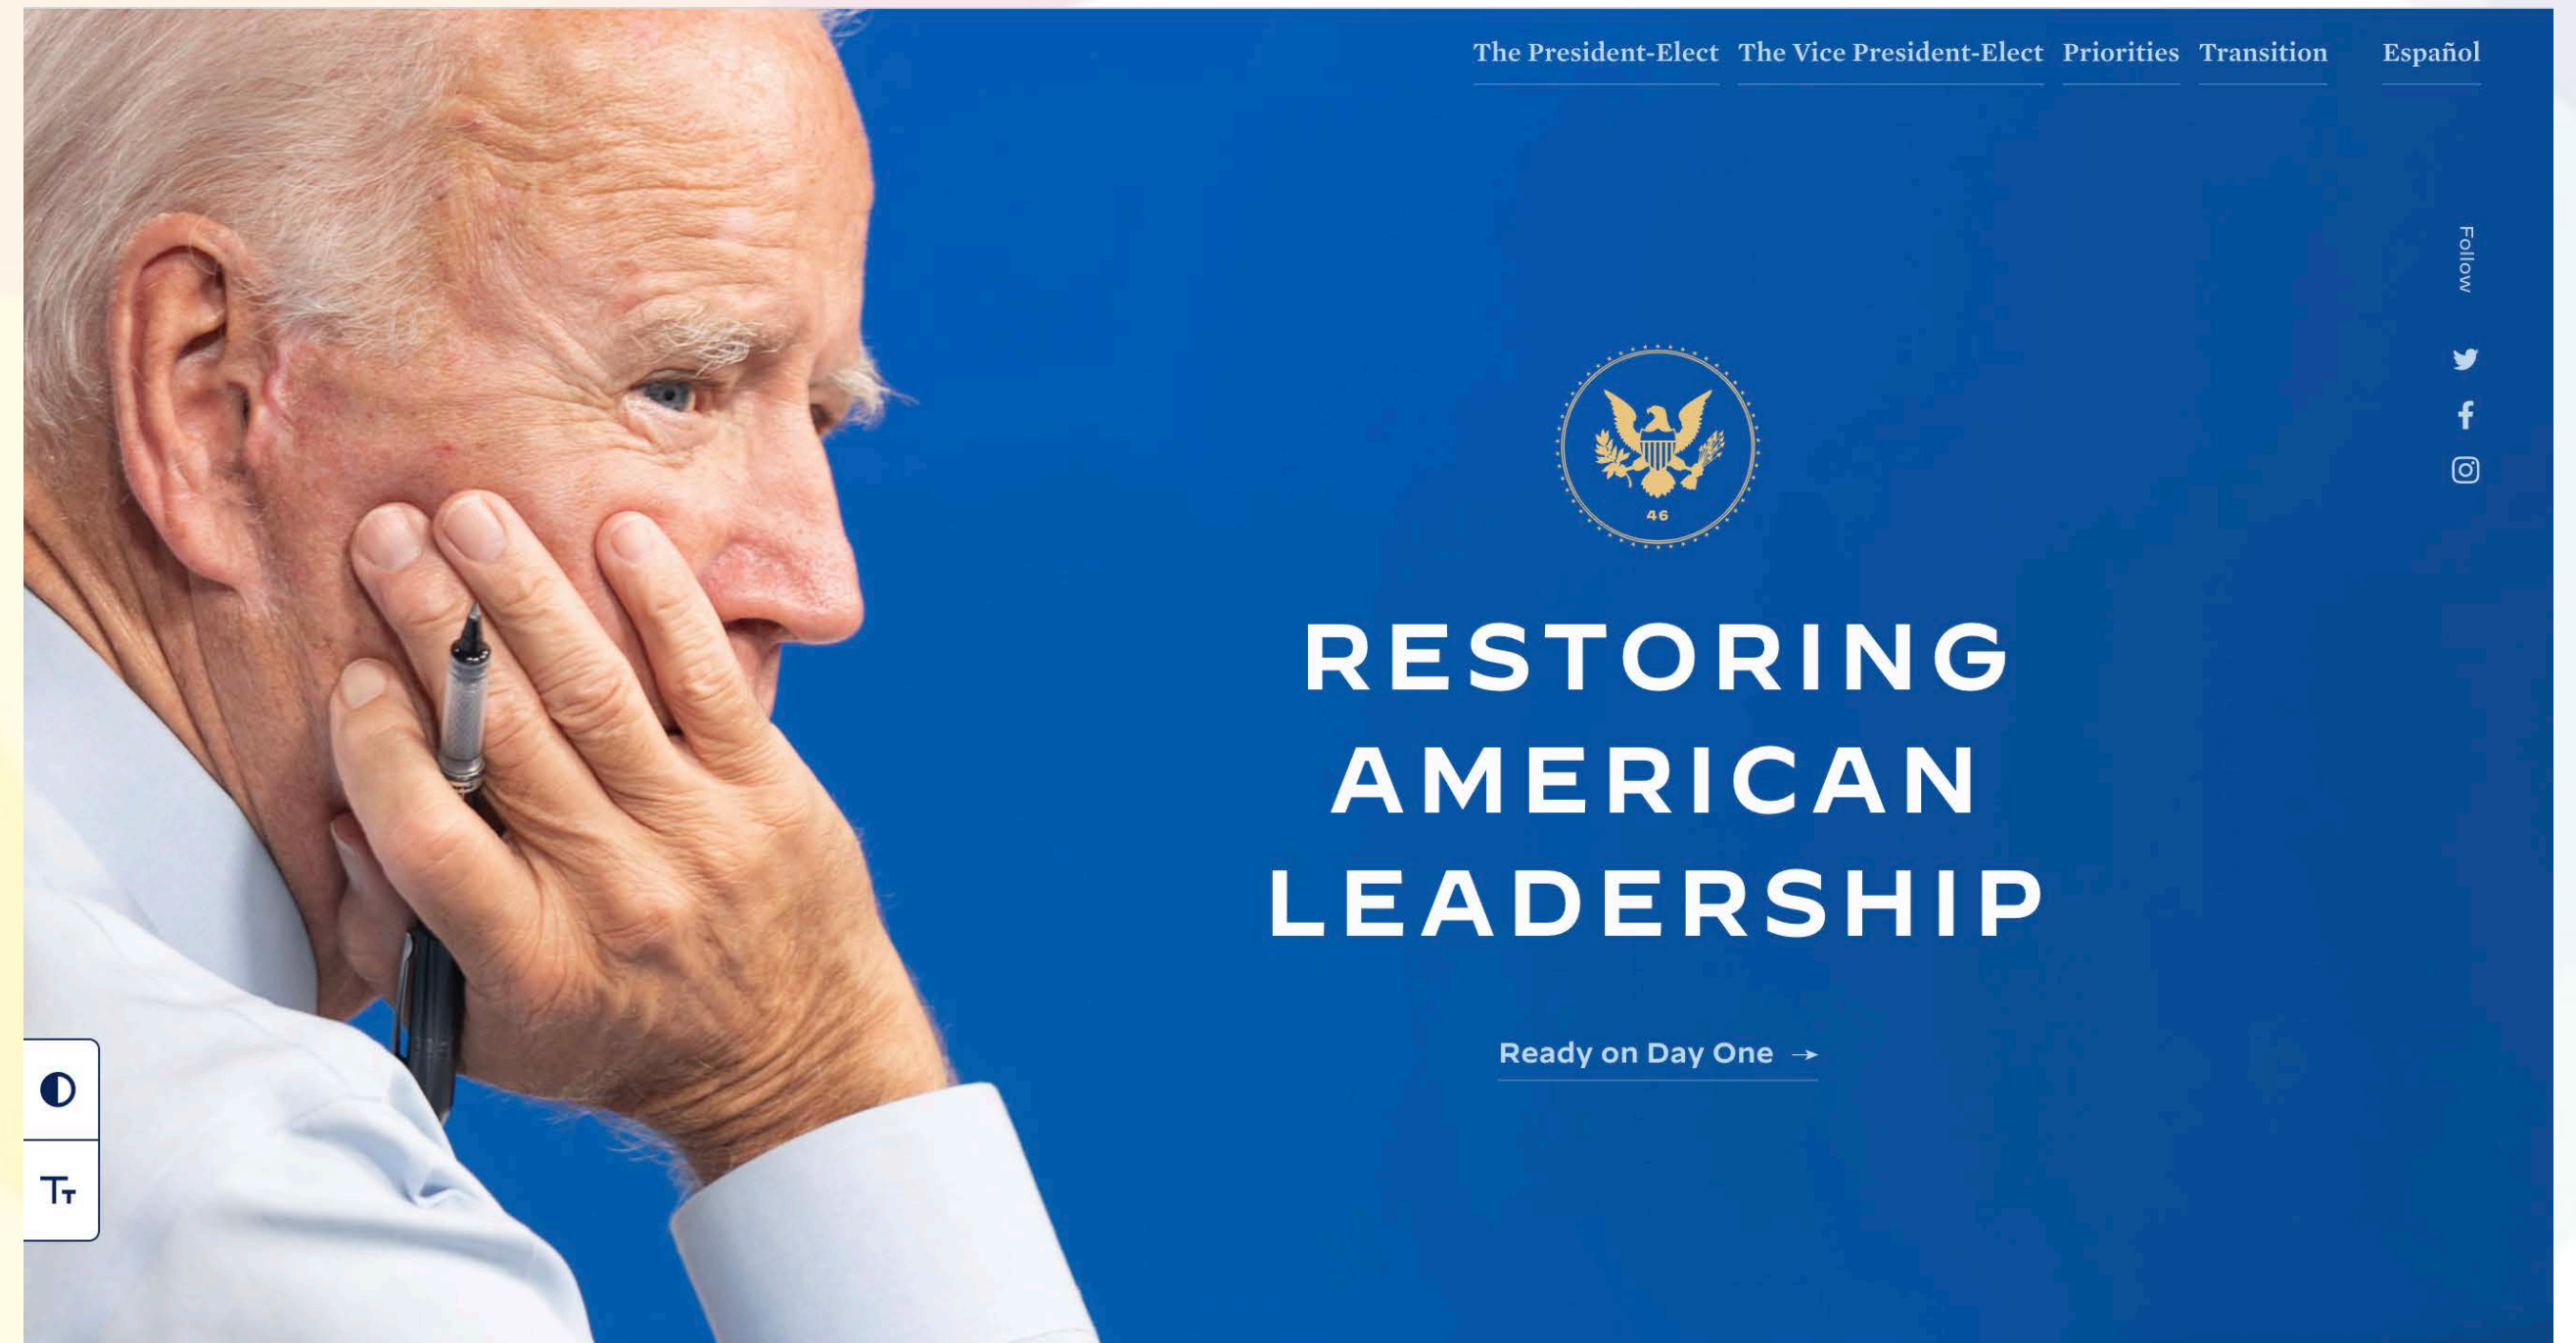 The President-Elect The Vice President-Elect Priorities Transition Español
Follow
46
RESTORING
AMERICAN
LEADERSHIP
Ready on Day One →
TT